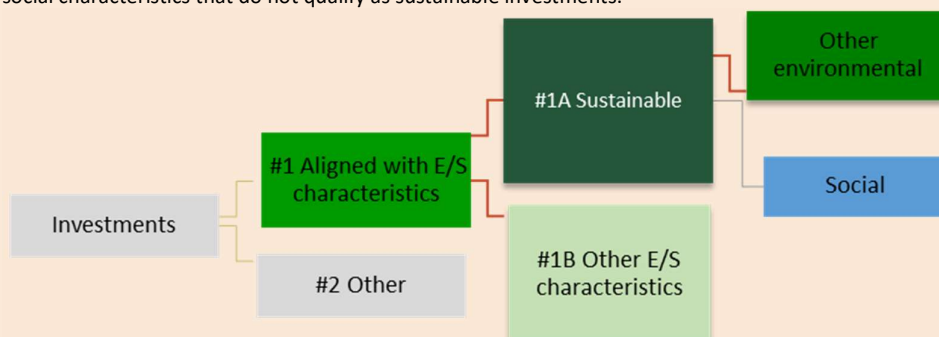 social characteristics that do not qualify as sustainable investments.
Other
environmental
#1A Sustainable
#1 Aligned with E/S
characteristics
Social
Investments
#1B Other E/S
characteristics
#2 Other